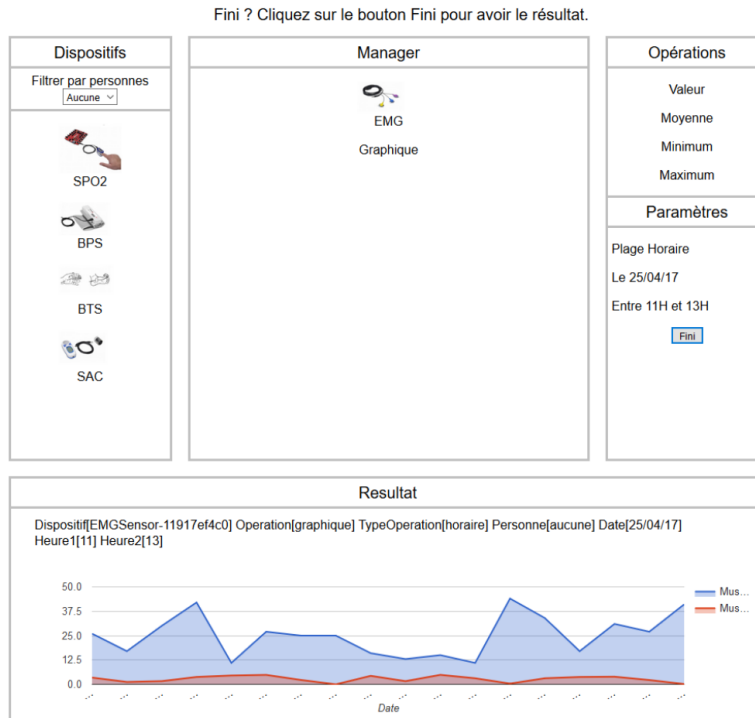 Fini ? Cliquez sur le bouton Fini pour avoir le résultat.
Dispositifs
Filtrer par personnes
Aucune
SPO2
BPS
BTS
SAC
Manager
EMG
Graphique
Opérations
Valeur
Moyenne
Minimum
Maximum
Paramètres
Plage Horaire
Le 25/04/17
Entre 11H et 13H
Fini
Resultat
Dispositif[EMGSensor-11917ef4c0] Operation[graphique] TypeOperation[horaire] Personne[aucune] Date[25/04/17]
Heure1[11] Heure2[13]
50.0
37.5
25.0
12.5
0.0
Mus...
Mus...
Date